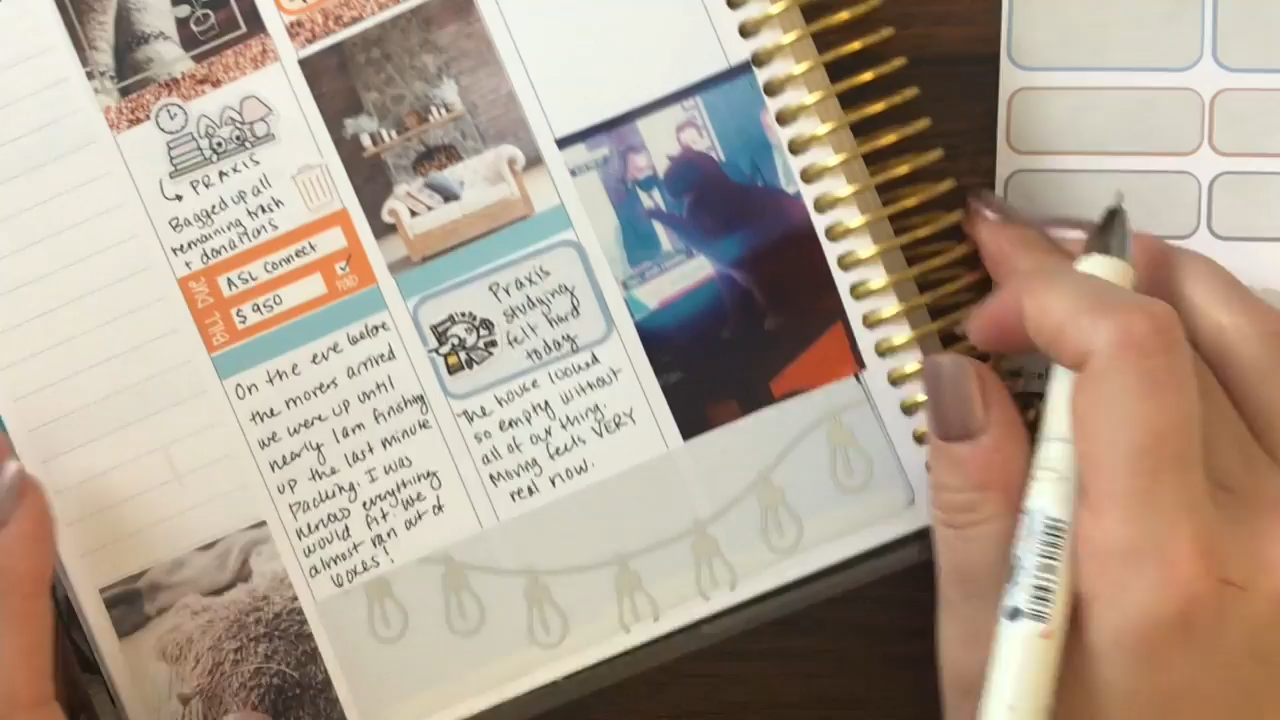 PRAXIS
Bagged up all
remaining trash
+ donations
BILL DUE
ASL Connect
$950
PAID
On the eve before
the movers arrived
we were up until
nearly 1am finishing
up the last minute
packing. I was
nervous everything
would fit. We
almost ran out of
boxes!
Praxis
studying
felt hard
today
The house looked
so empty without
all of our thing.
Moving feels VERY
real now.